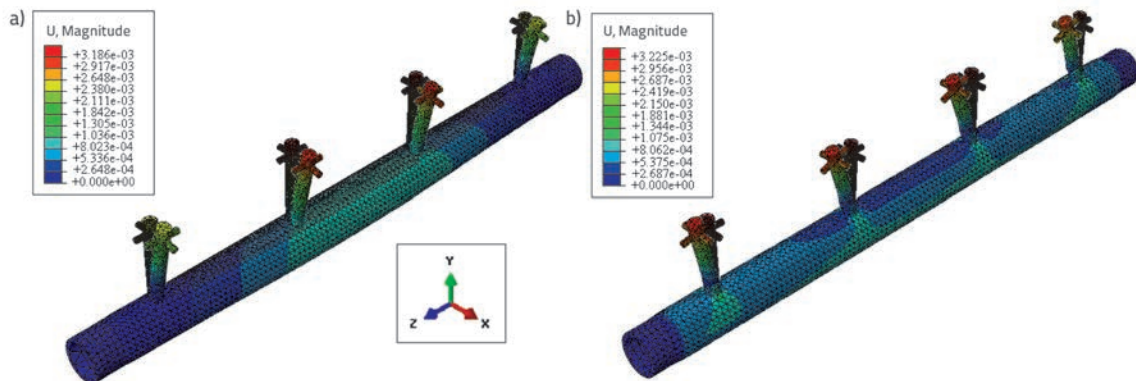 a)
U, Magnitude
+3.186e-03
+2.917e-03
+2.648e-03
+2.380e-03
+2.111e-03
+1.842e-03
+1.305e-03
+1.036e-03
+8.023e-04
+5.336e-04
+2.648e-04
+0.000e+00
Y
Z
X
b)
U, Magnitude
+3.225e-03
+2.956e-03
+2.687e-03
+2.419e-03
+2.150e-03
+1.881e-03
+1.344e-03
+1.075e-03
+8.062e-04
+5.375e-04
+2.687e-04
+0.000e+00